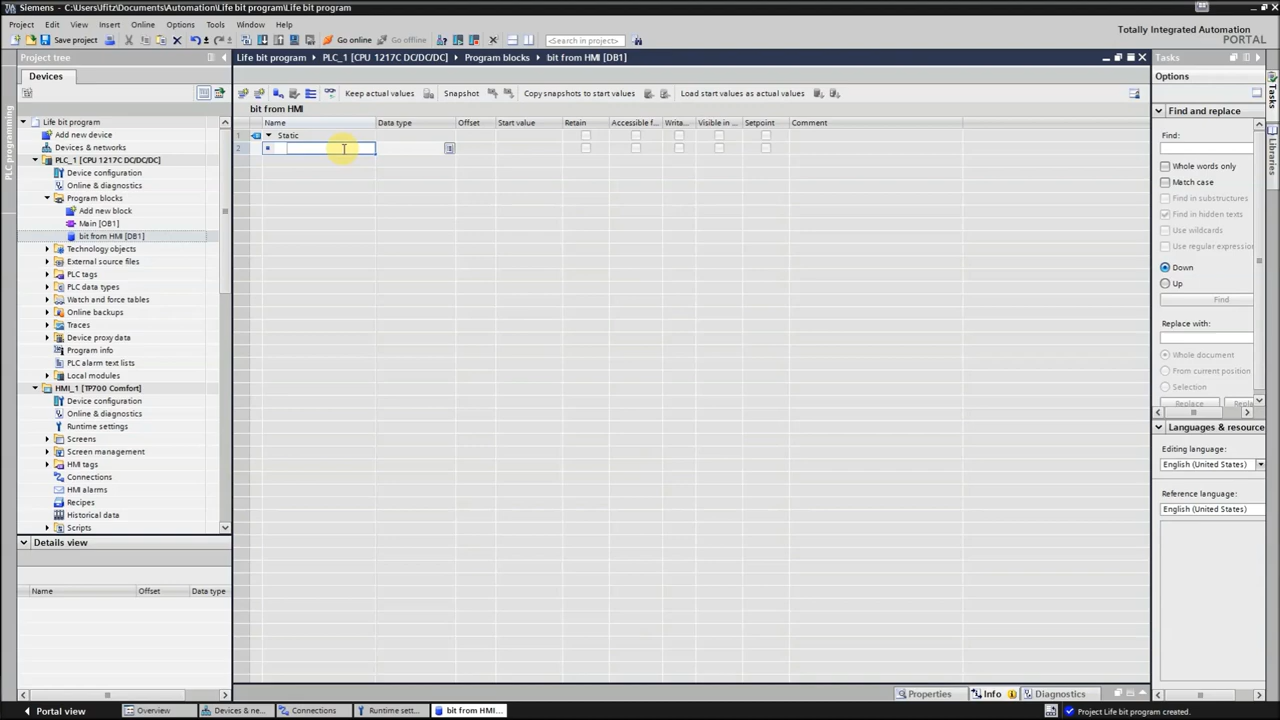 Siemens - C:\Users\Jfitz\Documents\Automation\Life bit program\Life bit program
Project Edit View Insert Online Options Tools Window Help
Totally Integrated Automation
PORTAL
Save project
Go online
Go offline
<Search in project>
Project tree
Life bit program ▸ PLC_1 [CPU 1217C DC/DC/DC] ▸ Program blocks ▸ bit from HMI [DB1]
Tasks
Devices
Options
Keep actual values
Snapshot
Copy snapshots to start values
Load start values as actual values
bit from HMI
Name Data type Offset Start value Retain Accessible f... Writa... Visible in ... Setpoint Comment
1 Static
2
Life bit program
Add new device
Devices & networks
PLC_1 [CPU 1217C DC/DC/DC]
Device configuration
Online & diagnostics
Program blocks
Add new block
Main [OB1]
bit from HMI [DB1]
Technology objects
External source files
PLC tags
PLC data types
Watch and force tables
Online backups
Traces
Device proxy data
Program info
PLC alarm text lists
Local modules
HMI_1 [TP700 Comfort]
Device configuration
Online & diagnostics
Runtime settings
Screens
Screen management
HMI tags
Connections
HMI alarms
Recipes
Historical data
Scripts
Details view
Name Offset Data type
PLC programming
Find and replace
Find:
Whole words only
Match case
Find in substructures
Find in hidden texts
Use wildcards
Use regular expression
Down
Up
Find
Replace with:
Whole document
From current position
Selection
Replace
Languages & resource
Editing language:
English (United States)
Reference language:
English (United States)
Tasks
Libraries
Properties
Info
Diagnostics
Portal view
Overview
Devices & ne...
Connections
Runtime sett...
bit from HMI...
Project Life bit program created.